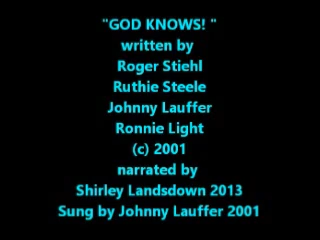 "GOD KNOWS! "
written by
Roger Stiehl
Ruthie Steele
Johnny Lauffer
Ronnie Light
(c) 2001
narrated by
Shirley Landsdown 2013
Sung by Johnny Lauffer 2001